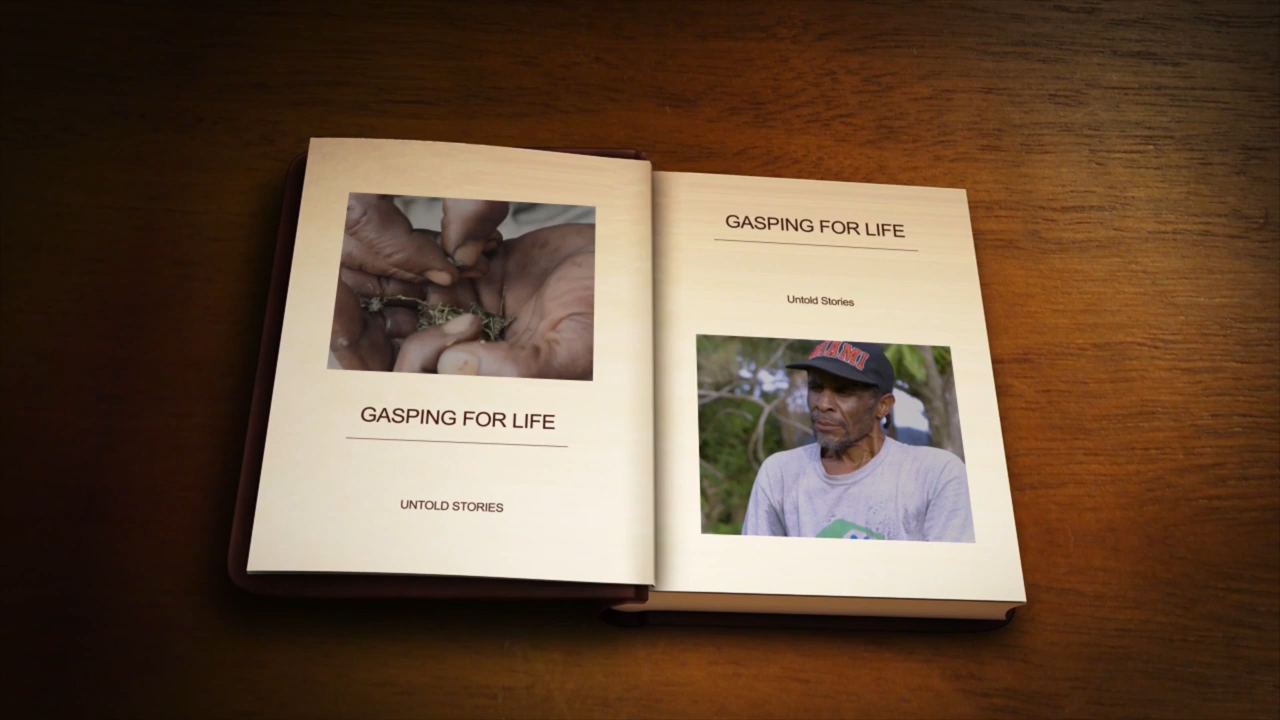 GASPING FOR LIFE
UNTOLD STORIES
GASPING FOR LIFE
Untold Stories
MIAMI